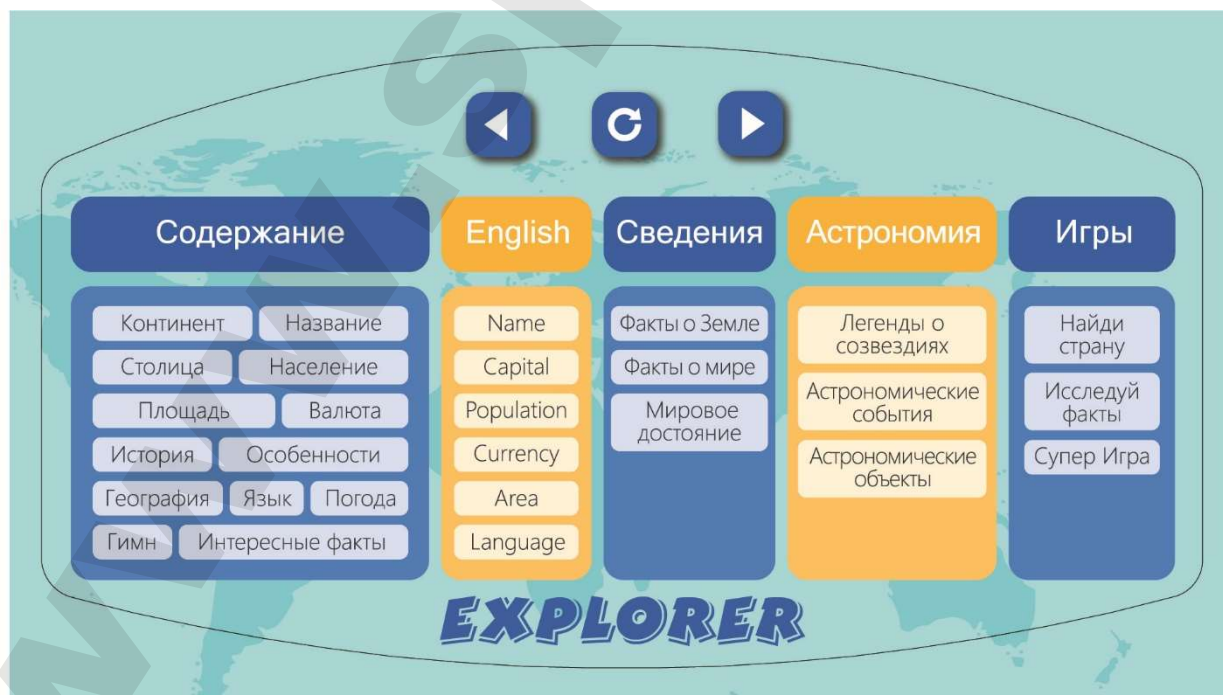 Содержание English Сведения Астрономия Игры
Континент Название
Столица Население
Площадь Валюта
История Особенности
География Язык Погода
Гимн Интересные факты
Name
Capital
Population
Currency
Area
Language
Факты о Земле
Факты о мире
Мировое
достояние
Легенды о
созвездиях
Астрономические
события
Астрономические
объекты
Найди
страну
Исследуй
факты
Супер Игра
EXPLORER